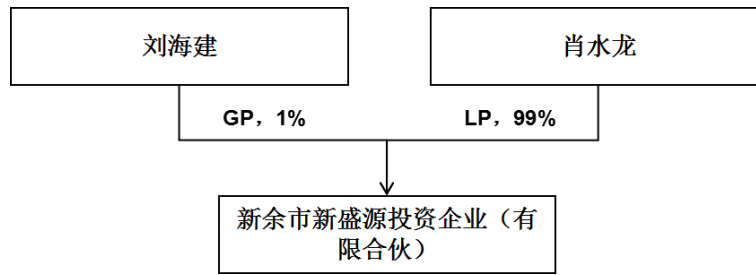 刘海建
肖水龙
GP，1%
LP，99%
新余市新盛源投资企业（有
限合伙）